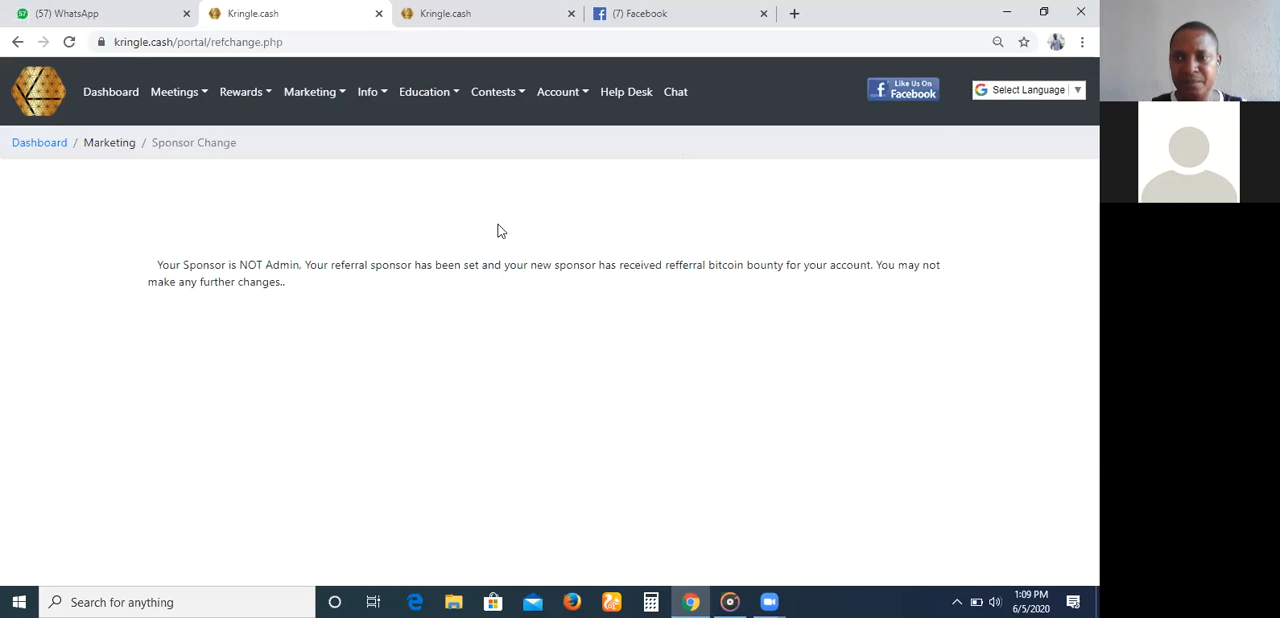 (57) WhatsApp
Kringle.cash
Kringle.cash
(7) Facebook
kringle.cash/portal/refchange.php
Dashboard Meetings Rewards Marketing Info Education Contests Account Help Desk Chat
Like Us On
Facebook
Select Language
Dashboard / Marketing / Sponsor Change
Your Sponsor is NOT Admin, Your referral sponsor has been set and your new sponsor has received refferral bitcoin bounty for your account. You may not
make any further changes..
Search for anything
1:09 PM
6/5/2020